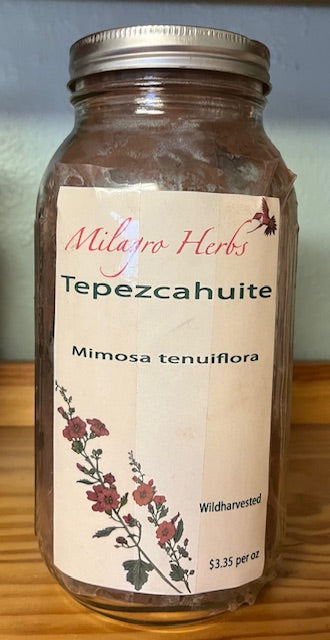 Milagro Herbs
Tepezcahuite
Mimosa tenuiflora
Wildharvested
$3.35 per oz